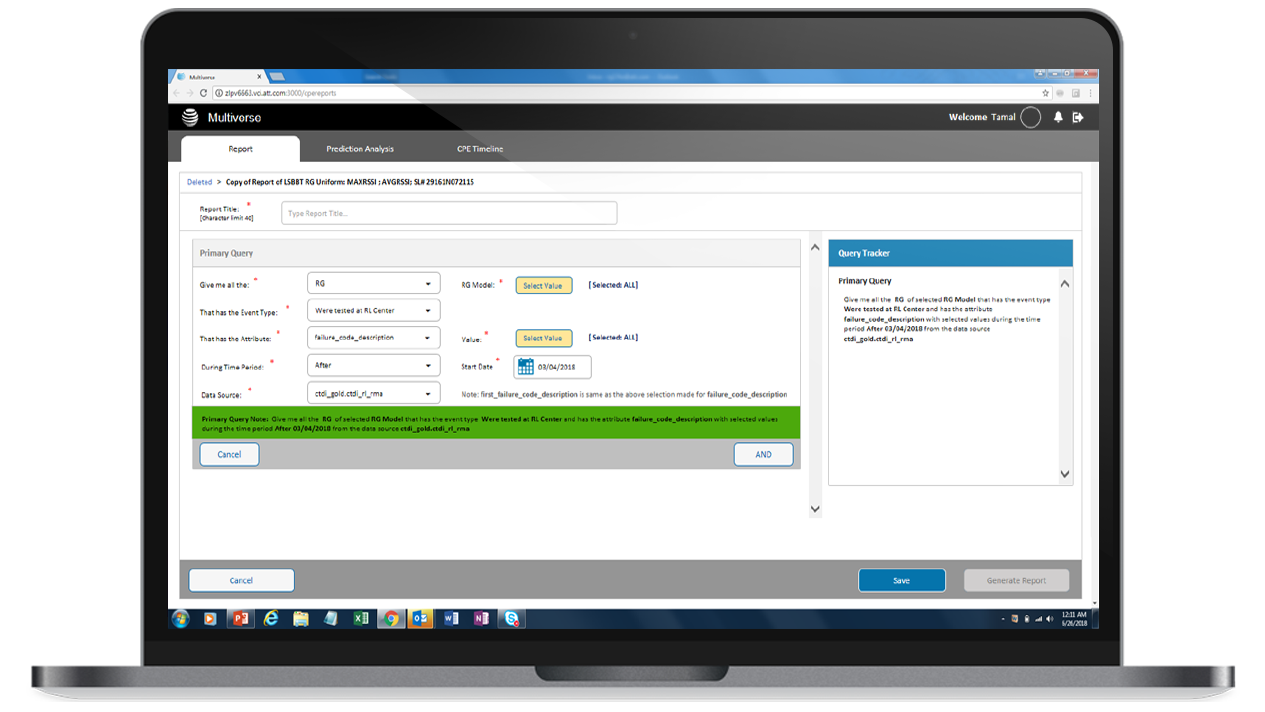 Multiverse x
zlpv6663.vci.att.com:3000/cpereports
Multiverse
Welcome Tamal
Report Prediction Analysis CPE Timeline
Deleted > Copy of Report of LSBBT RG Uniform: MAXRSSI ; AVGRSSI; SL# 29161N072115
Report Title: *
[Character limit 40]
Type Report Title...
Primary Query
Give me all the: * RG RG Model: * Select Value [Selected: ALL]
That has the Event Type: * Were tested at RL Center
That has the Attribute: * failure_code_description Value: * Select Value [Selected: ALL]
During Time Period: * After Start Date * 03/04/2018
Data Source: * ctdi_gold.ctdi_rl_rma Note: first_failure_code_description is same as the above selection made for failure_code_description
Primary Query Note: Give me all the RG of selected RG Model that has the event type Were tested at RL Center and has the attribute failure_code_description with selected values
during the time period After 03/04/2018 from the data source ctdi_gold.ctdi_rl_rma
Cancel AND
Query Tracker
Primary Query
Give me all the RG of selected RG Model that has the event type
Were tested at RL Center and has the attribute
failure_code_description with selected values during the time
period After 03/04/2018 from the data source
ctdi_gold.ctdi_rl_rma
Cancel Save Generate Report
12:11 AM
6/26/2018